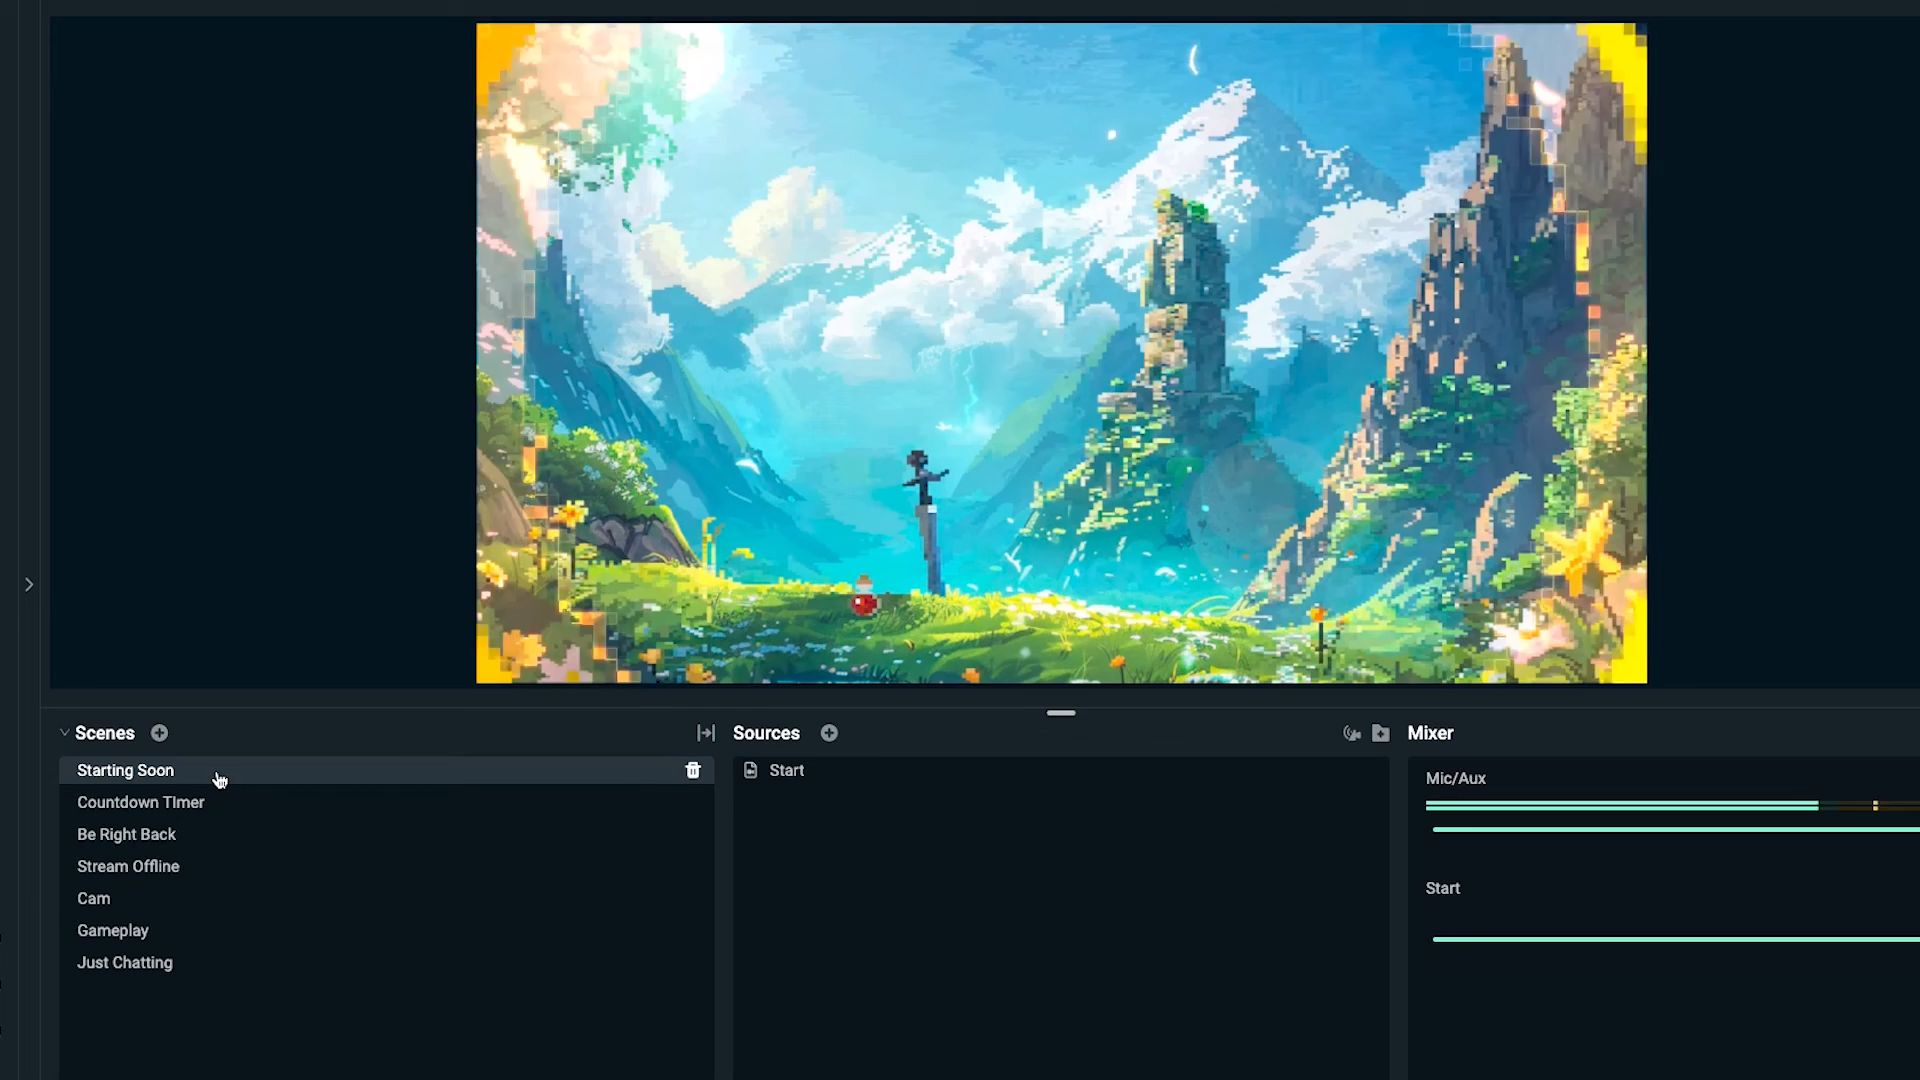 Scenes
Starting Soon
Countdown TImer
Be Right Back
Stream Offline
Cam
Gameplay
Just Chatting
Sources
Start
Mixer
Mic/Aux
Start